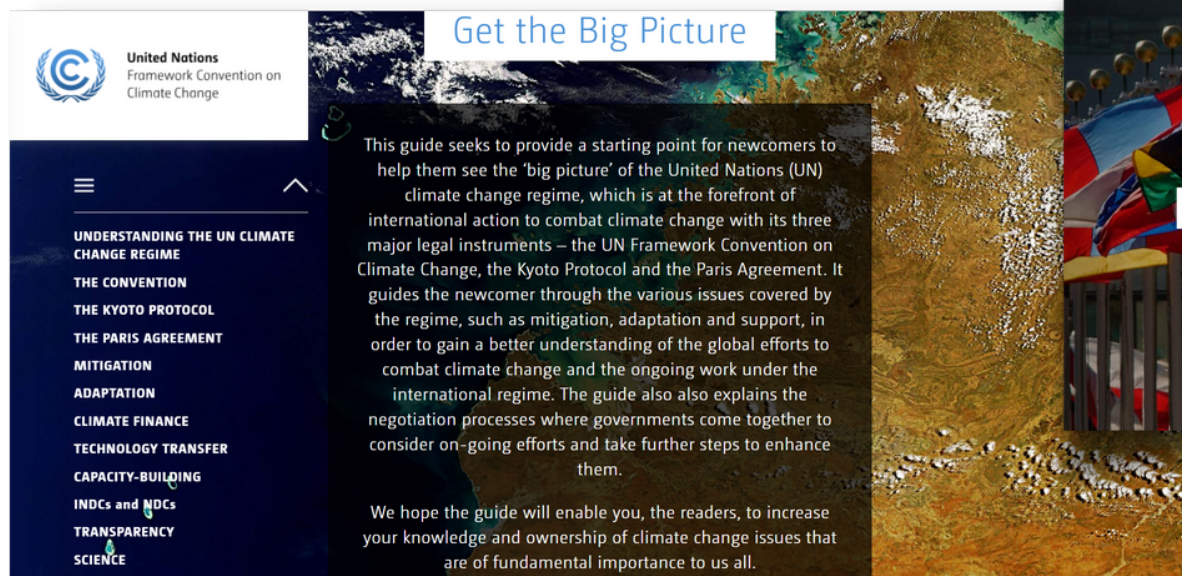 Get the Big Picture
United Nations
Framework Convention on
Climate Change
UNDERSTANDING THE UN CLIMATE
CHANGE REGIME
THE CONVENTION
THE KYOTO PROTOCOL
THE PARIS AGREEMENT
MITIGATION
ADAPTATION
CLIMATE FINANCE
TECHNOLOGY TRANSFER
CAPACITY-BUILDING
INDCs and NDCs
TRANSPARENCY
SCIENCE
This guide seeks to provide a starting point for newcomers to
help them see the ‘big picture’ of the United Nations (UN)
climate change regime, which is at the forefront of
international action to combat climate change with its three
major legal instruments – the UN Framework Convention on
Climate Change, the Kyoto Protocol and the Paris Agreement. It
guides the newcomer through the various issues covered by
the regime, such as mitigation, adaptation and support, in
order to gain a better understanding of the global efforts to
combat climate change and the ongoing work under the
international regime. The guide also also explains the
negotiation processes where governments come together to
consider on-going efforts and take further steps to enhance
them.
We hope the guide will enable you, the readers, to increase
your knowledge and ownership of climate change issues that
are of fundamental importance to us all.